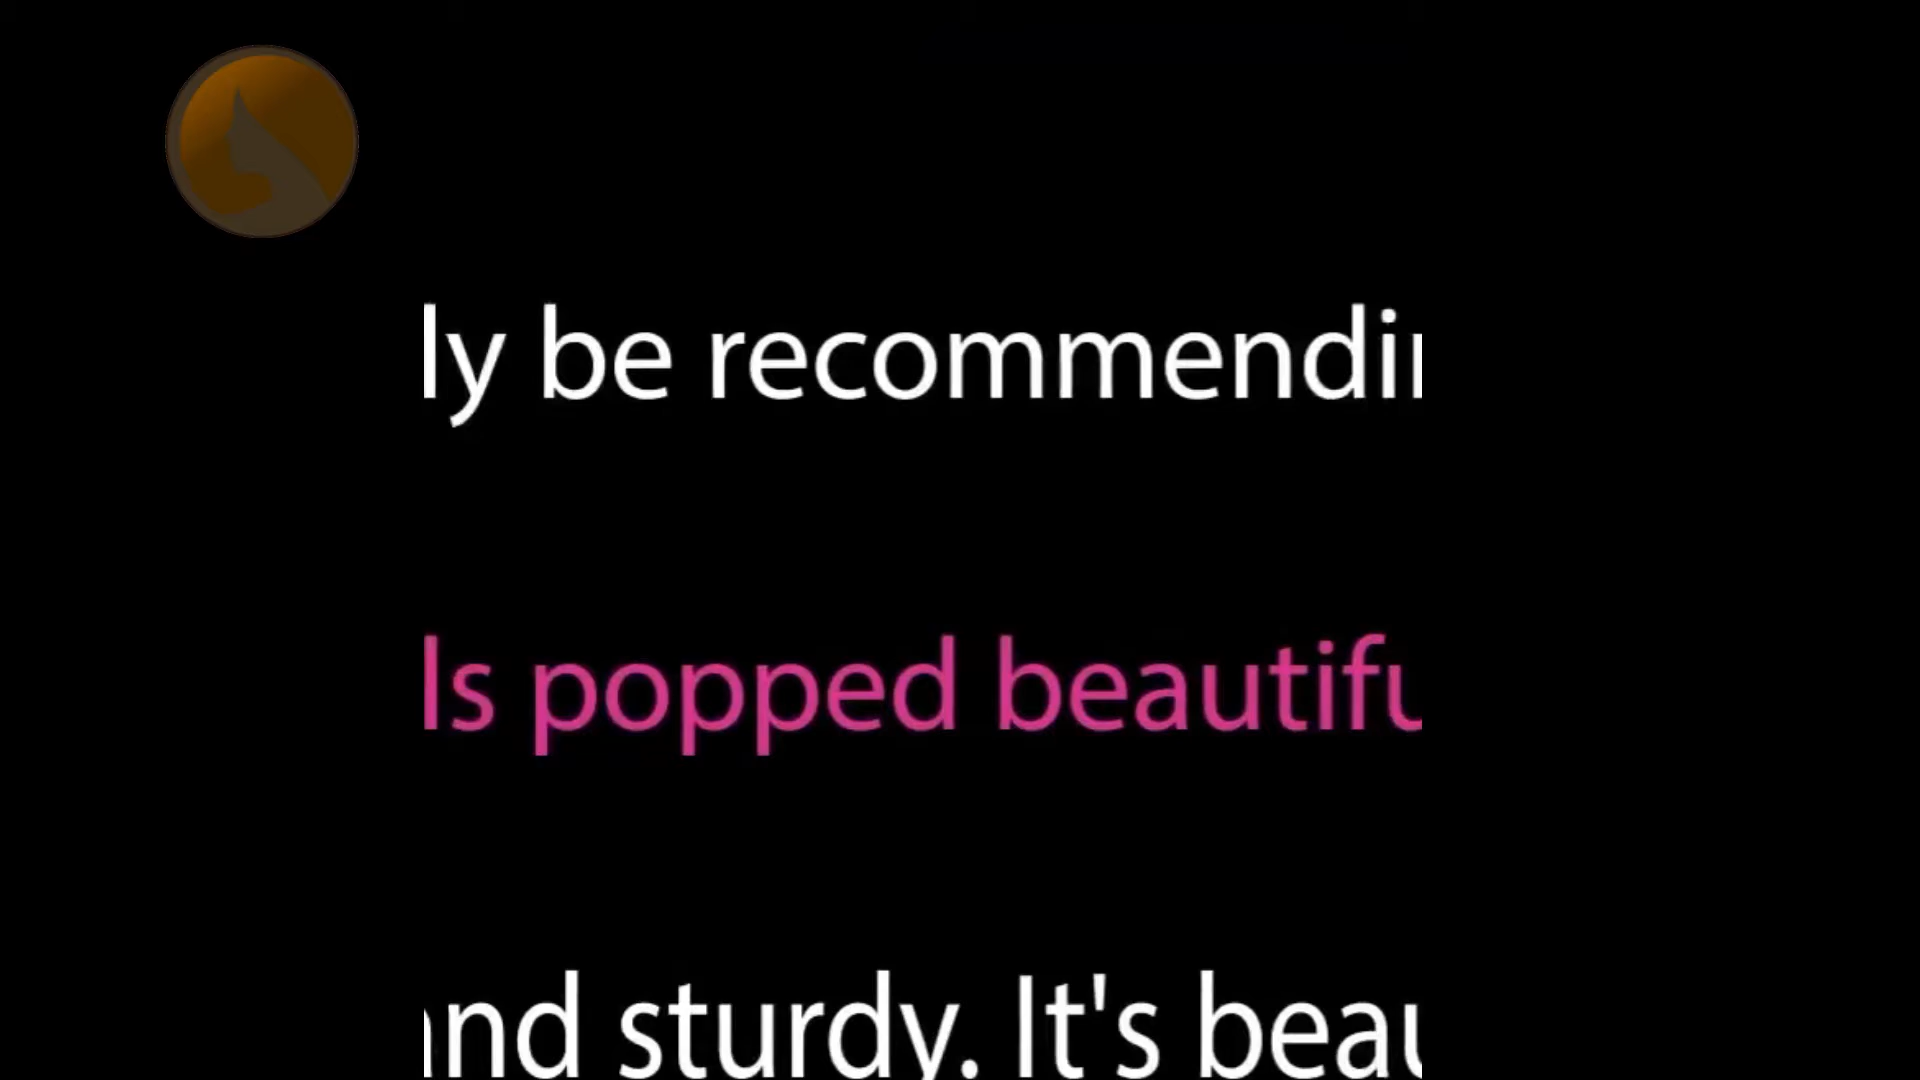 ly be recommendi
ls popped beautifu
nd sturdy. It's beau